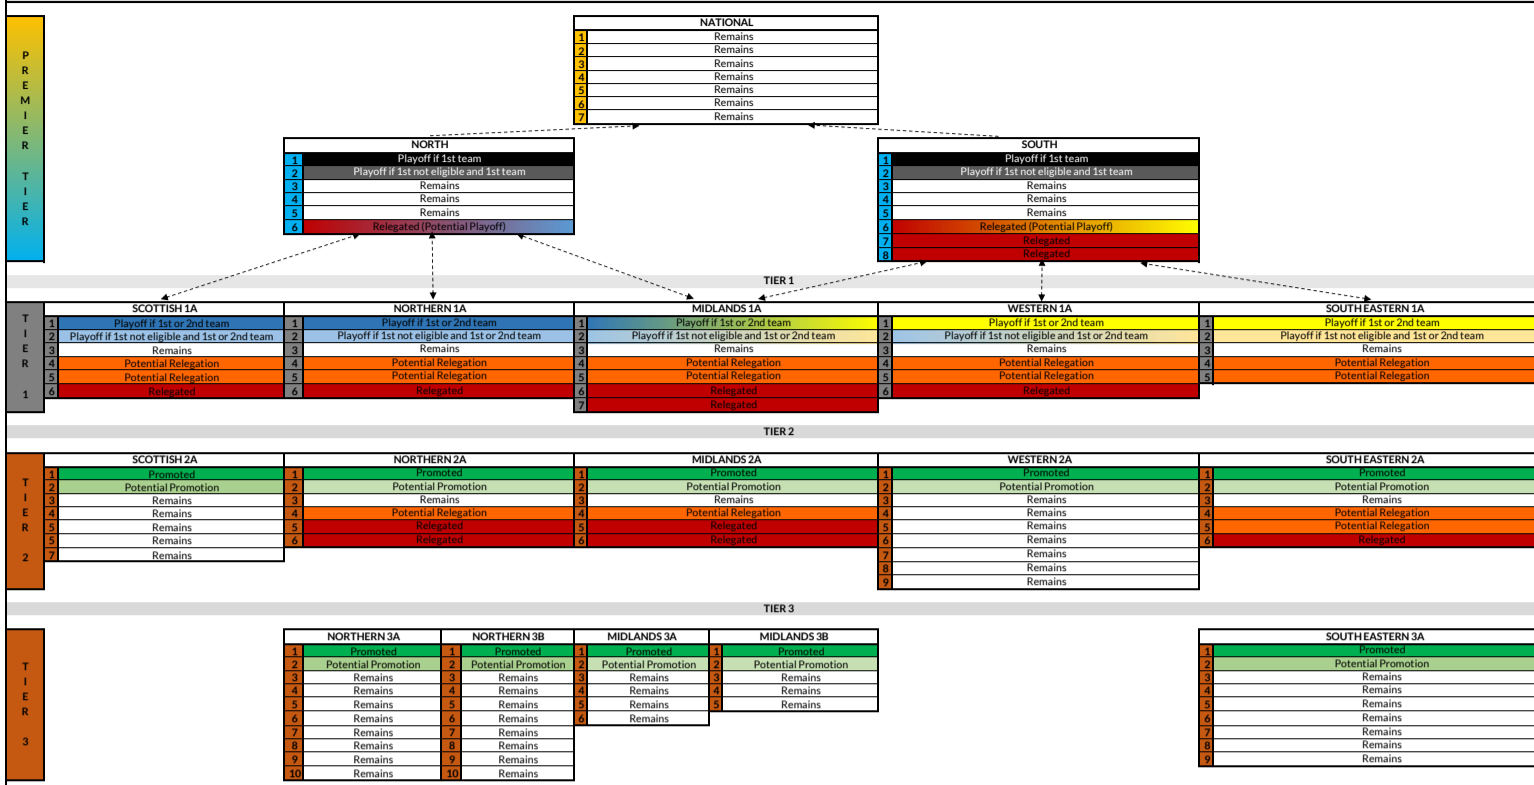 PREMIER TIER
NATIONAL
1 Remains
2 Remains
3 Remains
4 Remains
5 Remains
6 Remains
7 Remains
NORTH
1 Playoff if 1st team
2 Playoff if 1st not eligible and 1st team
3 Remains
4 Remains
5 Remains
6 Relegated (Potential Playoff)
SOUTH
1 Playoff if 1st team
2 Playoff if 1st not eligible and 1st team
3 Remains
4 Remains
5 Remains
6 Relegated (Potential Playoff)
7 Relegated
8 Relegated
TIER 1
TIER 1
SCOTTISH 1A
1 Playoff if 1st or 2nd team
2 Playoff if 1st not eligible and 1st or 2nd team
3 Remains
4 Potential Relegation
5 Potential Relegation
6 Relegated
NORTHERN 1A
1 Playoff if 1st or 2nd team
2 Playoff if 1st not eligible and 1st or 2nd team
3 Remains
4 Potential Relegation
5 Potential Relegation
6 Relegated
MIDLANDS 1A
1 Playoff if 1st or 2nd team
2 Playoff if 1st not eligible and 1st or 2nd team
3 Remains
4 Potential Relegation
5 Potential Relegation
6 Relegated
7 Relegated
WESTERN 1A
1 Playoff if 1st or 2nd team
2 Playoff if 1st not eligible and 1st or 2nd team
3 Remains
4 Potential Relegation
5 Potential Relegation
6 Relegated
SOUTH EASTERN 1A
1 Playoff if 1st or 2nd team
2 Playoff if 1st not eligible and 1st or 2nd team
3 Remains
4 Potential Relegation
5 Potential Relegation
TIER 2
TIER 2
SCOTTISH 2A
1 Promoted
2 Potential Promotion
3 Remains
4 Remains
5 Remains
5 Remains
7 Remains
NORTHERN 2A
1 Promoted
2 Potential Promotion
3 Remains
4 Potential Relegation
5 Relegated
6 Relegated
MIDLANDS 2A
1 Promoted
2 Potential Promotion
3 Remains
4 Potential Relegation
5 Relegated
6 Relegated
WESTERN 2A
1 Promoted
2 Potential Promotion
3 Remains
4 Remains
5 Remains
6 Remains
7 Remains
8 Remains
9 Remains
SOUTH EASTERN 2A
1 Promoted
2 Potential Promotion
3 Remains
4 Potential Relegation
5 Potential Relegation
6 Relegated
TIER 3
TIER 3
NORTHERN 3A
1 Promoted
2 Potential Promotion
3 Remains
4 Remains
5 Remains
6 Remains
7 Remains
8 Remains
9 Remains
10 Remains
NORTHERN 3B
1 Promoted
2 Potential Promotion
3 Remains
4 Remains
5 Remains
6 Remains
7 Remains
8 Remains
9 Remains
10 Remains
MIDLANDS 3A
1 Promoted
2 Potential Promotion
3 Remains
4 Remains
5 Remains
6 Remains
MIDLANDS 3B
1 Promoted
2 Potential Promotion
3 Remains
4 Remains
5 Remains
SOUTH EASTERN 3A
1 Promoted
2 Potential Promotion
3 Remains
4 Remains
5 Remains
6 Remains
7 Remains
8 Remains
9 Remains